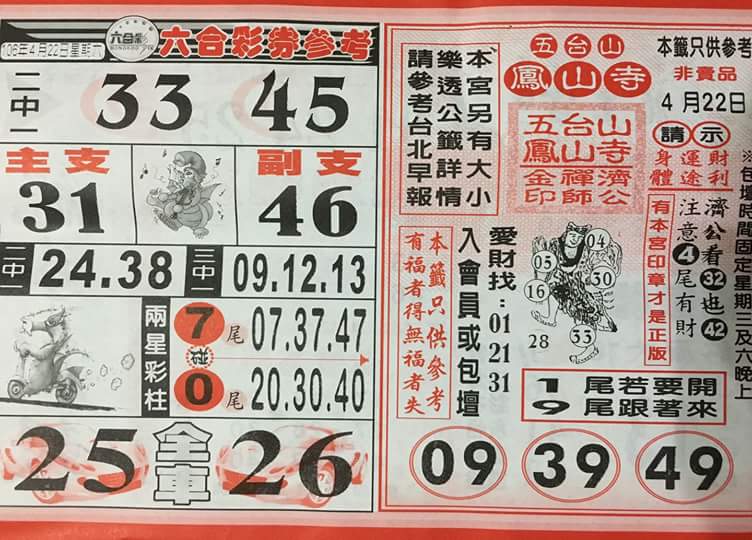 106年4月22日星期六
六合彩
BONGDOO
六合彩券參考
二中一
33 45
主支
31
副支
46
二中一
24.38
三中一
09.12.13
兩星彩柱
7尾
07.37.47
0尾
20.30.40
25 全車 26
五台山
鳳山寺
本籤只供參考
非賣品
4月22日
本宮另有大小
樂透公籤詳情
請參考台北早報
五台山
鳳山寺
金禪濟
印師公
請示
身運財
體途利
濟公看32也42
注意4尾有財
有本宮印章才是正版
※包壇時間固定星期三及六晚上
愛財找:01 21 31
入會員或包壇
本籤只供參考
有福者得無福者失
04
05
30
16
33
28
1尾若要開
9尾跟著來
09 39 49